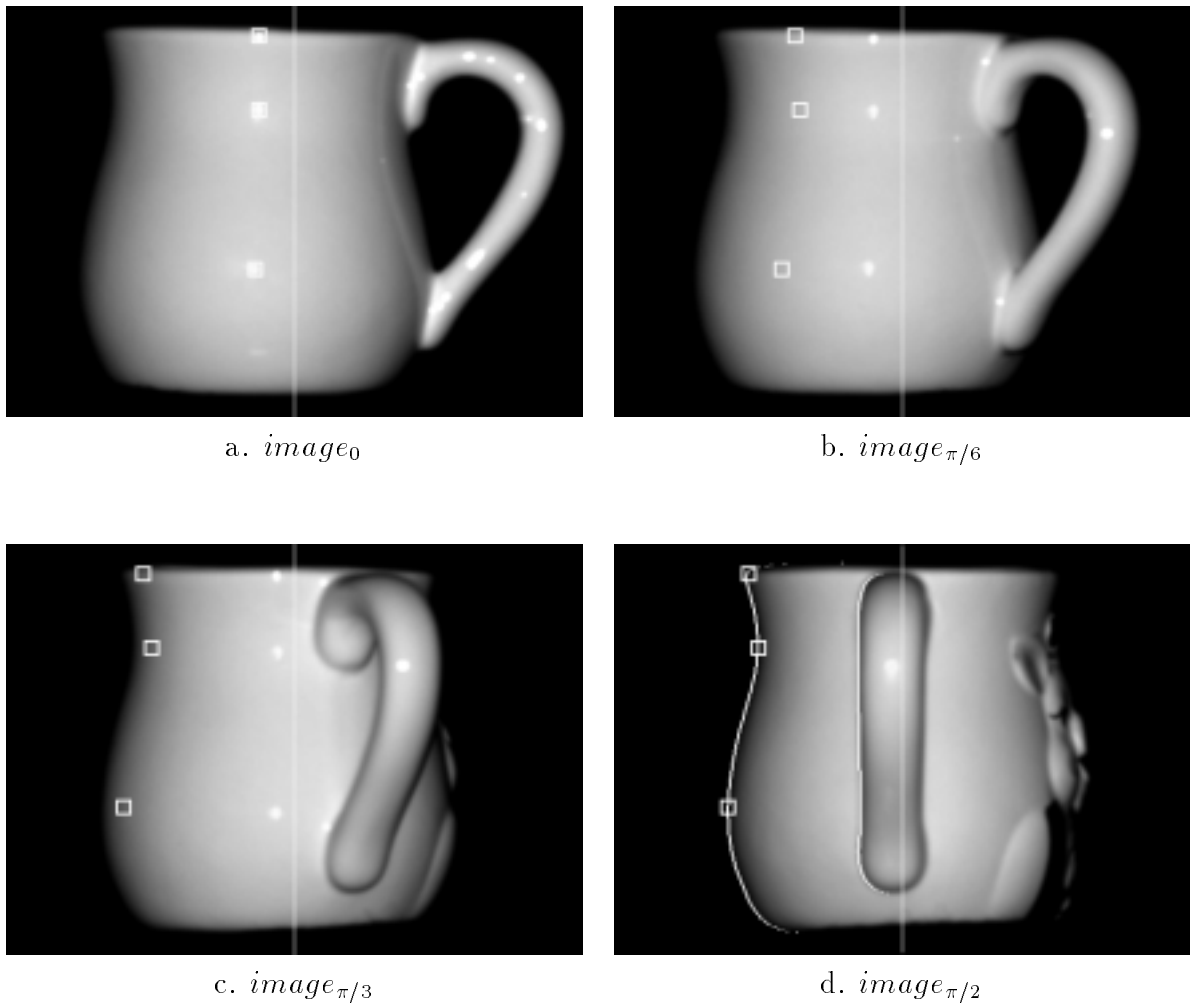 a. image₀
b. image_{π/6}
c. image_{π/3}
d. image_{π/2}